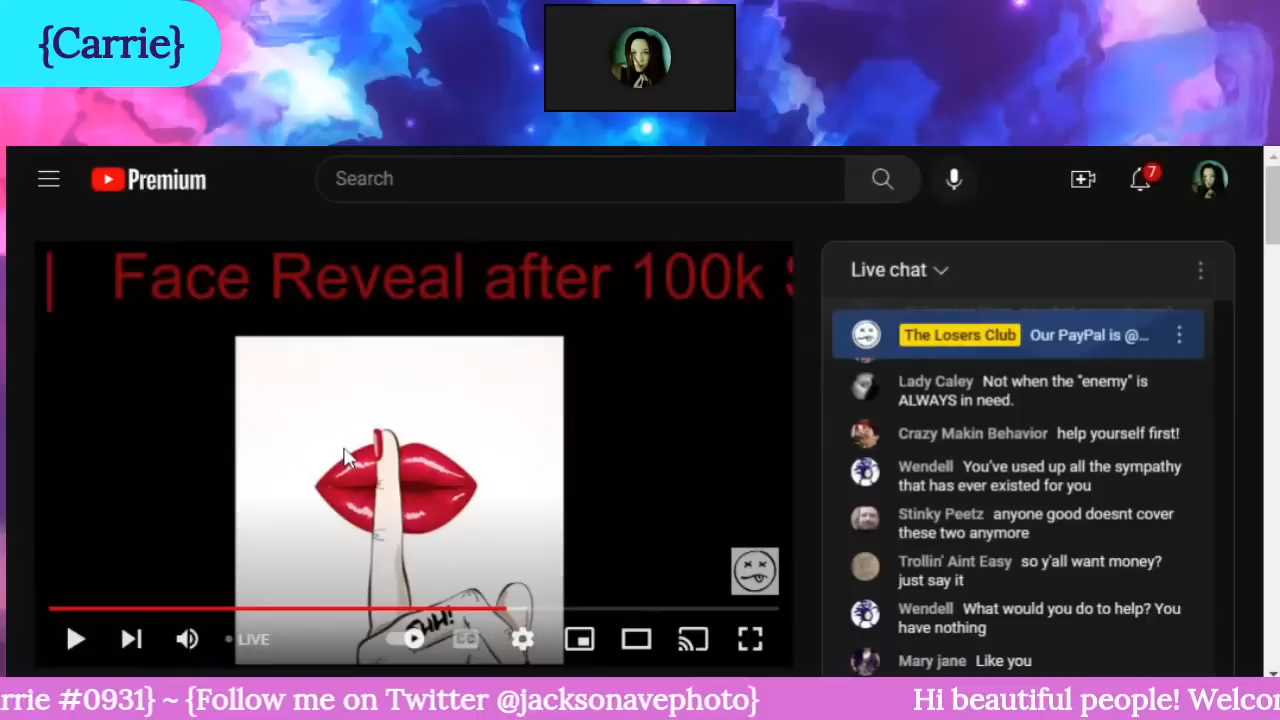 {Carrie}
Premium
Search
7
| Face Reveal after 100k
Live chat
The Losers Club Our PayPal is @...
Lady Caley Not when the "enemy" is
ALWAYS in need.
Crazy Makin Behavior help yourself first!
Wendell You've used up all the sympathy
that has ever existed for you
Stinky Peetz anyone good doesnt cover
these two anymore
Trollin' Aint Easy so y'all want money?
just say it
Wendell What would you do to help? You
have nothing
Mary jane Like you
LIVE
CC
rrie #0931} ~ {Follow me on Twitter @jacksonavephoto}
Hi beautiful people! Welco